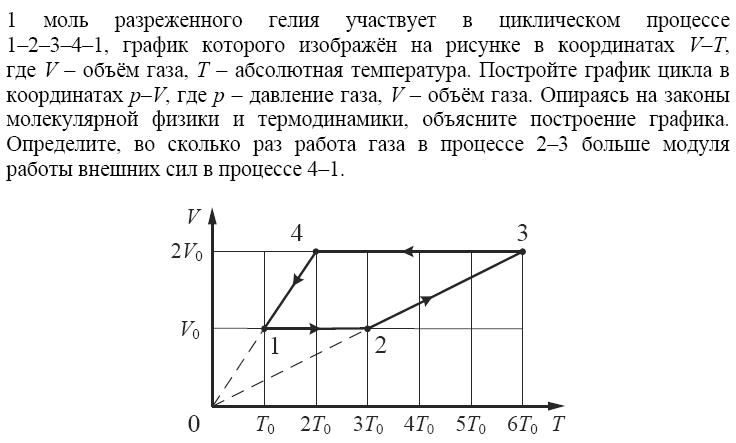 1 моль разреженного гелия участвует в циклическом процессе
1–2–3–4–1, график которого изображён на рисунке в координатах V–T,
где V – объём газа, T – абсолютная температура. Постройте график цикла в
координатах p–V, где p – давление газа, V – объём газа. Опираясь на законы
молекулярной физики и термодинамики, объясните построение графика.
Определите, во сколько раз работа газа в процессе 2–3 больше модуля
работы внешних сил в процессе 4–1.
V
4
3
2V₀
V₀
1
2
0
T₀ 2T₀ 3T₀ 4T₀ 5T₀ 6T₀ T